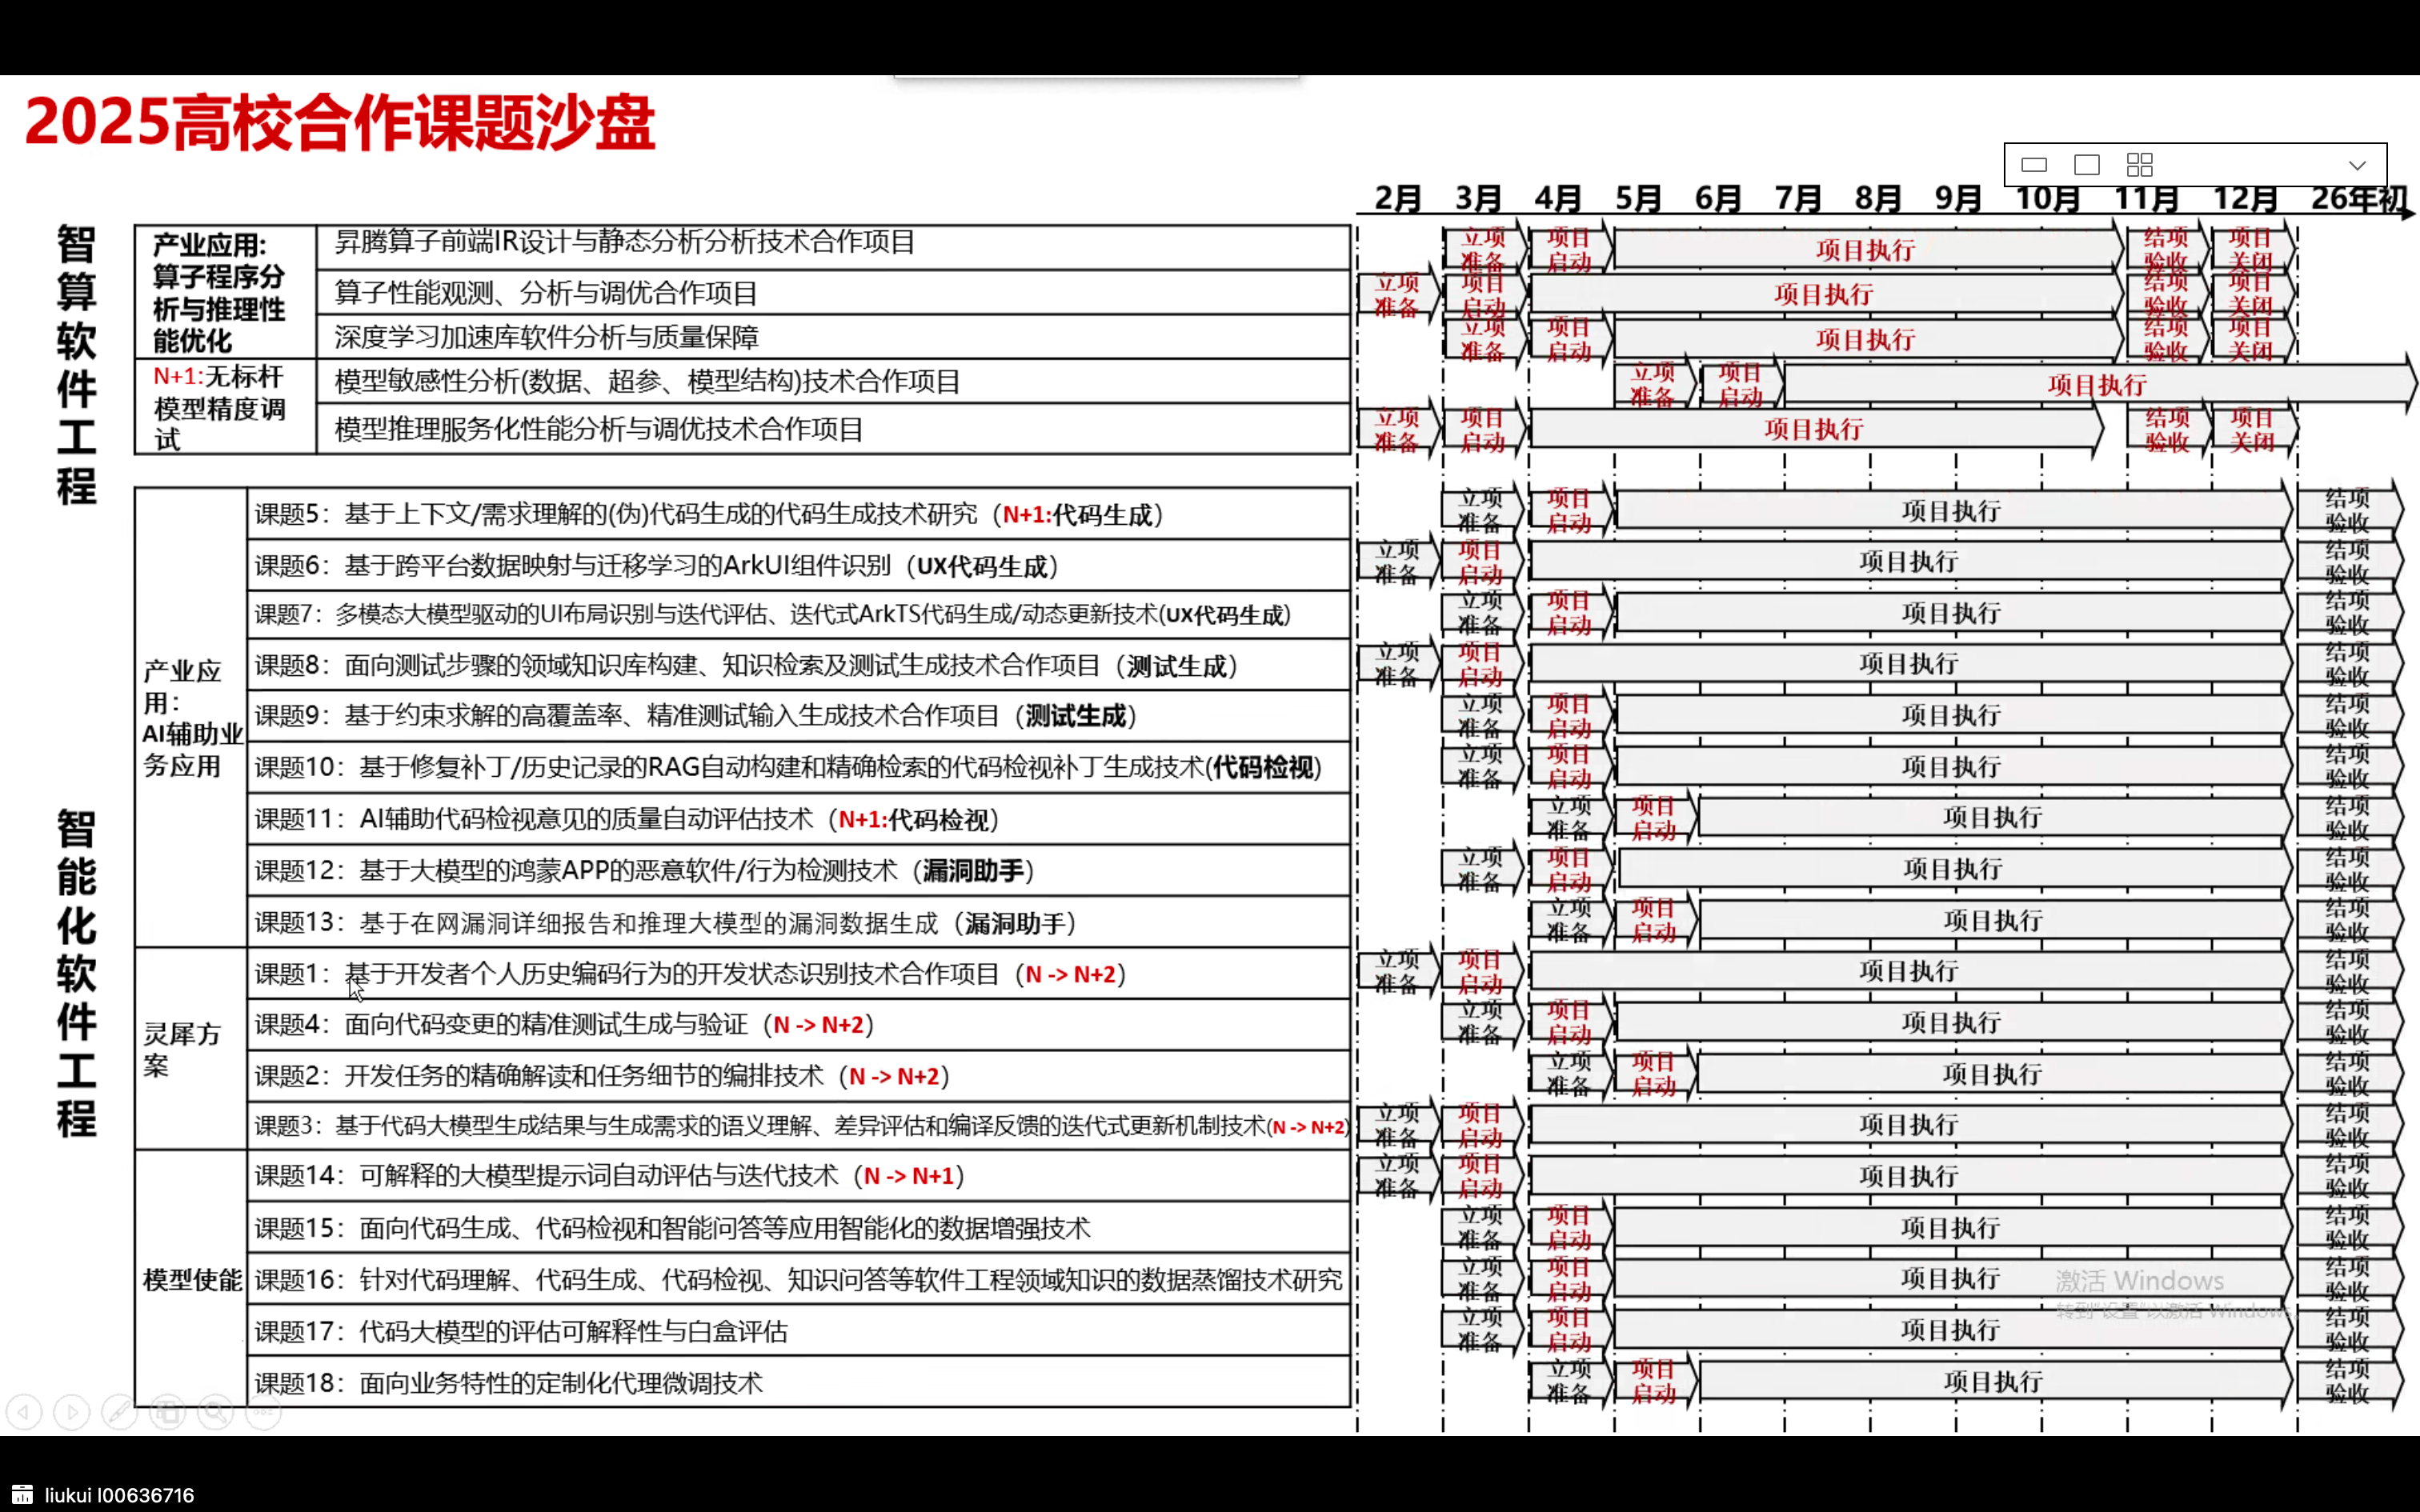 2025高校合作课题沙盘
2月 3月 4月 5月 6月 7月 8月 9月 10月 11月 12月 26年初
智算软件工程
产业应用:
算子程序分
析与推理性
能优化
昇腾算子前端IR设计与静态分析分析技术合作项目
立项准备 项目启动 项目执行 结项验收 项目关闭
算子性能观测、分析与调优合作项目
立项准备 项目启动 项目执行 结项验收 项目关闭
深度学习加速库软件分析与质量保障
立项准备 项目启动 项目执行 结项验收 项目关闭
N+1:无标杆
模型精度调
试
模型敏感性分析(数据、超参、模型结构)技术合作项目
立项准备 项目启动 项目执行
模型推理服务化性能分析与调优技术合作项目
立项准备 项目启动 项目执行 结项验收 项目关闭
智能化软件工程
产业应
用：
AI辅助业
务应用
课题5：基于上下文/需求理解的(伪)代码生成的代码生成技术研究（N+1:代码生成）
立项准备 项目启动 项目执行 结项验收
课题6：基于跨平台数据映射与迁移学习的ArkUI组件识别（UX代码生成）
立项准备 项目启动 项目执行 结项验收
课题7：多模态大模型驱动的UI布局识别与迭代评估、迭代式ArkTS代码生成/动态更新技术(UX代码生成)
立项准备 项目启动 项目执行 结项验收
课题8：面向测试步骤的领域知识库构建、知识检索及测试生成技术合作项目（测试生成）
立项准备 项目启动 项目执行 结项验收
课题9：基于约束求解的高覆盖率、精准测试输入生成技术合作项目（测试生成）
立项准备 项目启动 项目执行 结项验收
课题10：基于修复补丁/历史记录的RAG自动构建和精确检索的代码检视补丁生成技术(代码检视)
立项准备 项目启动 项目执行 结项验收
课题11：AI辅助代码检视意见的质量自动评估技术（N+1:代码检视）
立项准备 项目启动 项目执行 结项验收
课题12：基于大模型的鸿蒙APP的恶意软件/行为检测技术（漏洞助手）
立项准备 项目启动 项目执行 结项验收
课题13：基于在网漏洞详细报告和推理大模型的漏洞数据生成（漏洞助手）
立项准备 项目启动 项目执行 结项验收
灵犀方
案
课题1：基于开发者个人历史编码行为的开发状态识别技术合作项目（N -> N+2）
立项准备 项目启动 项目执行 结项验收
课题4：面向代码变更的精准测试生成与验证（N -> N+2）
立项准备 项目启动 项目执行 结项验收
课题2：开发任务的精确解读和任务细节的编排技术（N -> N+2）
立项准备 项目启动 项目执行 结项验收
课题3：基于代码大模型生成结果与生成需求的语义理解、差异评估和编译反馈的迭代式更新机制技术(N -> N+2)
立项准备 项目启动 项目执行 结项验收
模型使能
课题14：可解释的大模型提示词自动评估与迭代技术（N -> N+1）
立项准备 项目启动 项目执行 结项验收
课题15：面向代码生成、代码检视和智能问答等应用智能化的数据增强技术
立项准备 项目启动 项目执行 结项验收
课题16：针对代码理解、代码生成、代码检视、知识问答等软件工程领域知识的数据蒸馏技术研究
立项准备 项目启动 项目执行 结项验收
课题17：代码大模型的评估可解释性与白盒评估
立项准备 项目启动 项目执行 结项验收
课题18：面向业务特性的定制化代理微调技术
立项准备 项目启动 项目执行 结项验收
激活 Windows
转到"设置"以激活 Windows
liukui l00636716